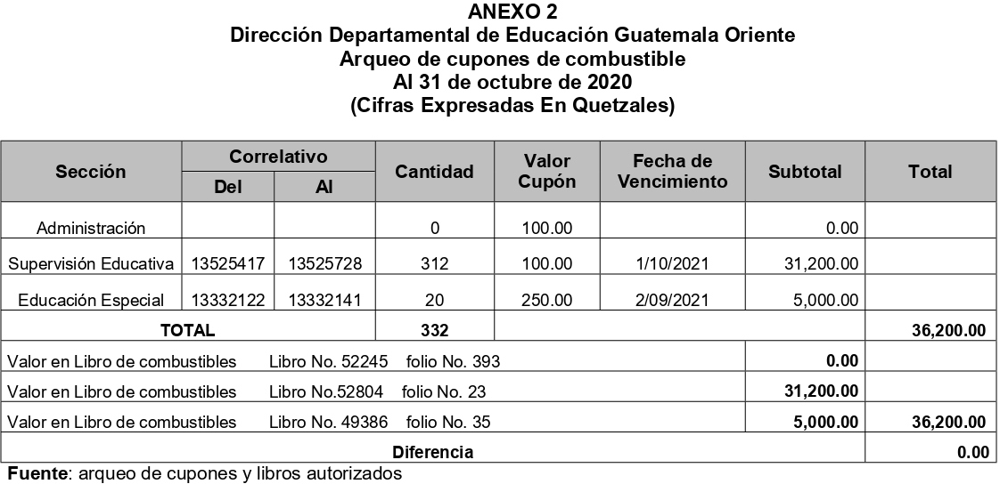 ANEXO 2
Dirección Departamental de Educación Guatemala Oriente
Arqueo de cupones de combustible
Al 31 de octubre de 2020
(Cifras Expresadas En Quetzales)
Sección Correlativo Cantidad Valor Cupón Fecha de Vencimiento Subtotal Total
Del Al
Administración 0 100.00 0.00
Supervisión Educativa 13525417 13525728 312 100.00 1/10/2021 31,200.00
Educación Especial 13332122 13332141 20 250.00 2/09/2021 5,000.00
TOTAL 332 36,200.00
Valor en Libro de combustibles Libro No. 52245 folio No. 393 0.00
Valor en Libro de combustibles Libro No.52804 folio No. 23 31,200.00
Valor en Libro de combustibles Libro No. 49386 folio No. 35 5,000.00 36,200.00
Diferencia 0.00
Fuente: arqueo de cupones y libros autorizados